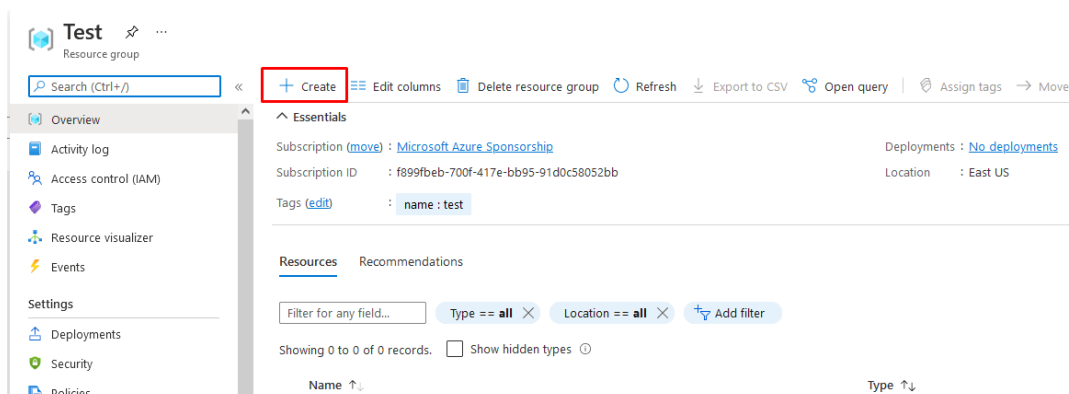 Test
Resource group
Search (Ctrl+/)
«
Create
Edit columns
Delete resource group
Refresh
Export to CSV
Open query
Assign tags
Move
Overview
Activity log
Access control (IAM)
Tags
Resource visualizer
Events
Settings
Deployments
Security
Policies
Essentials
Subscription (move) : Microsoft Azure Sponsorship
Deployments : No deployments
Subscription ID : f899fbeb-700f-417e-bb95-91d0c58052bb
Location : East US
Tags (edit) : name : test
Resources
Recommendations
Filter for any field...
Type == all
Location == all
Add filter
Showing 0 to 0 of 0 records.
Show hidden types
Name ↑↓
Type ↑↓